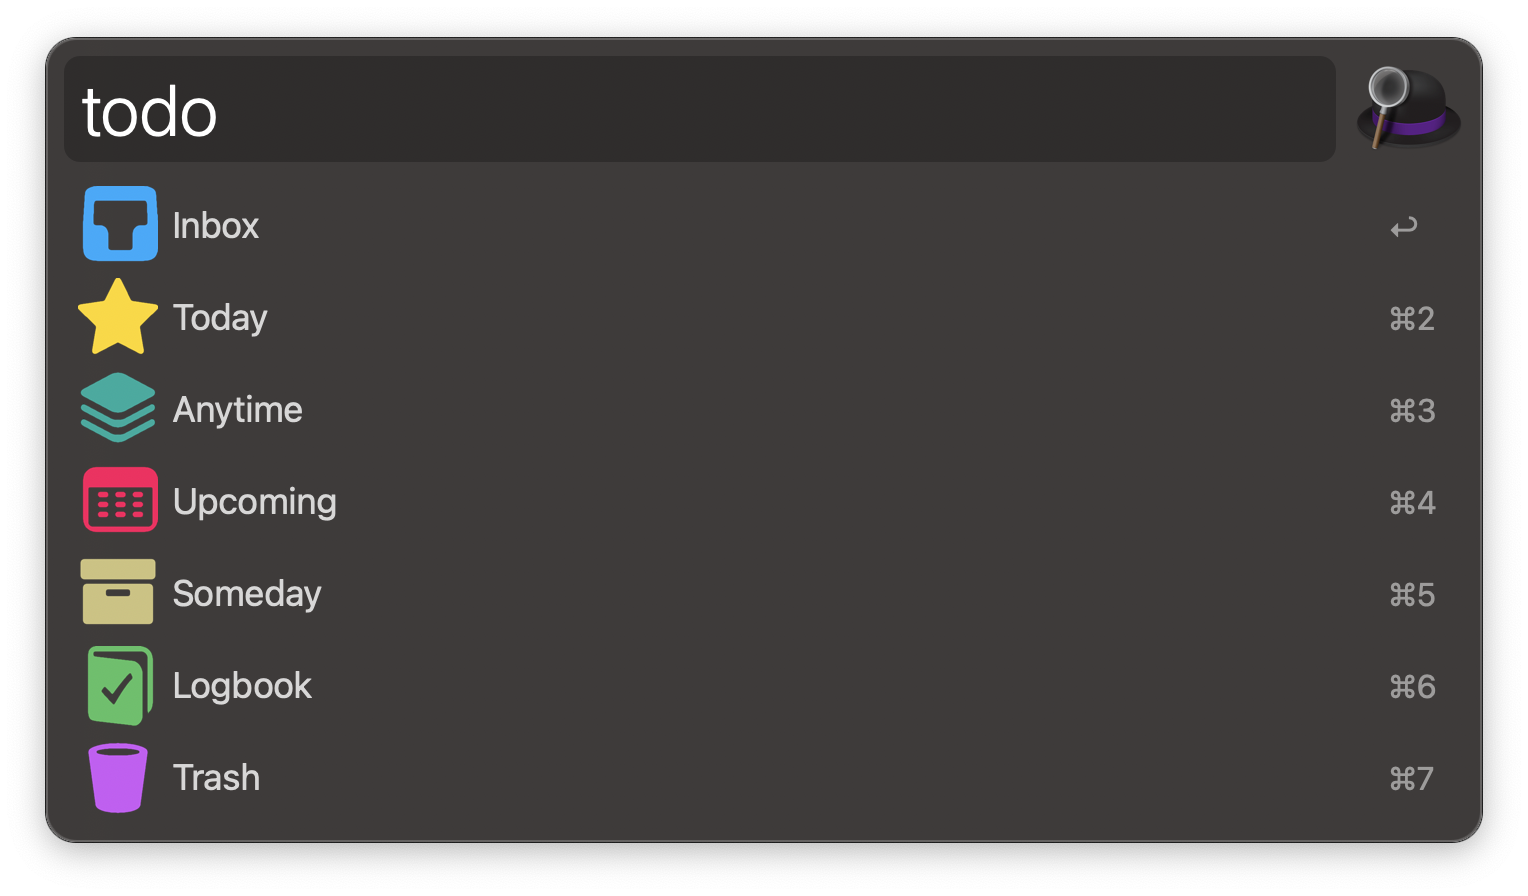 todo
Inbox ↩
Today ⌘2
Anytime ⌘3
Upcoming ⌘4
Someday ⌘5
Logbook ⌘6
Trash ⌘7